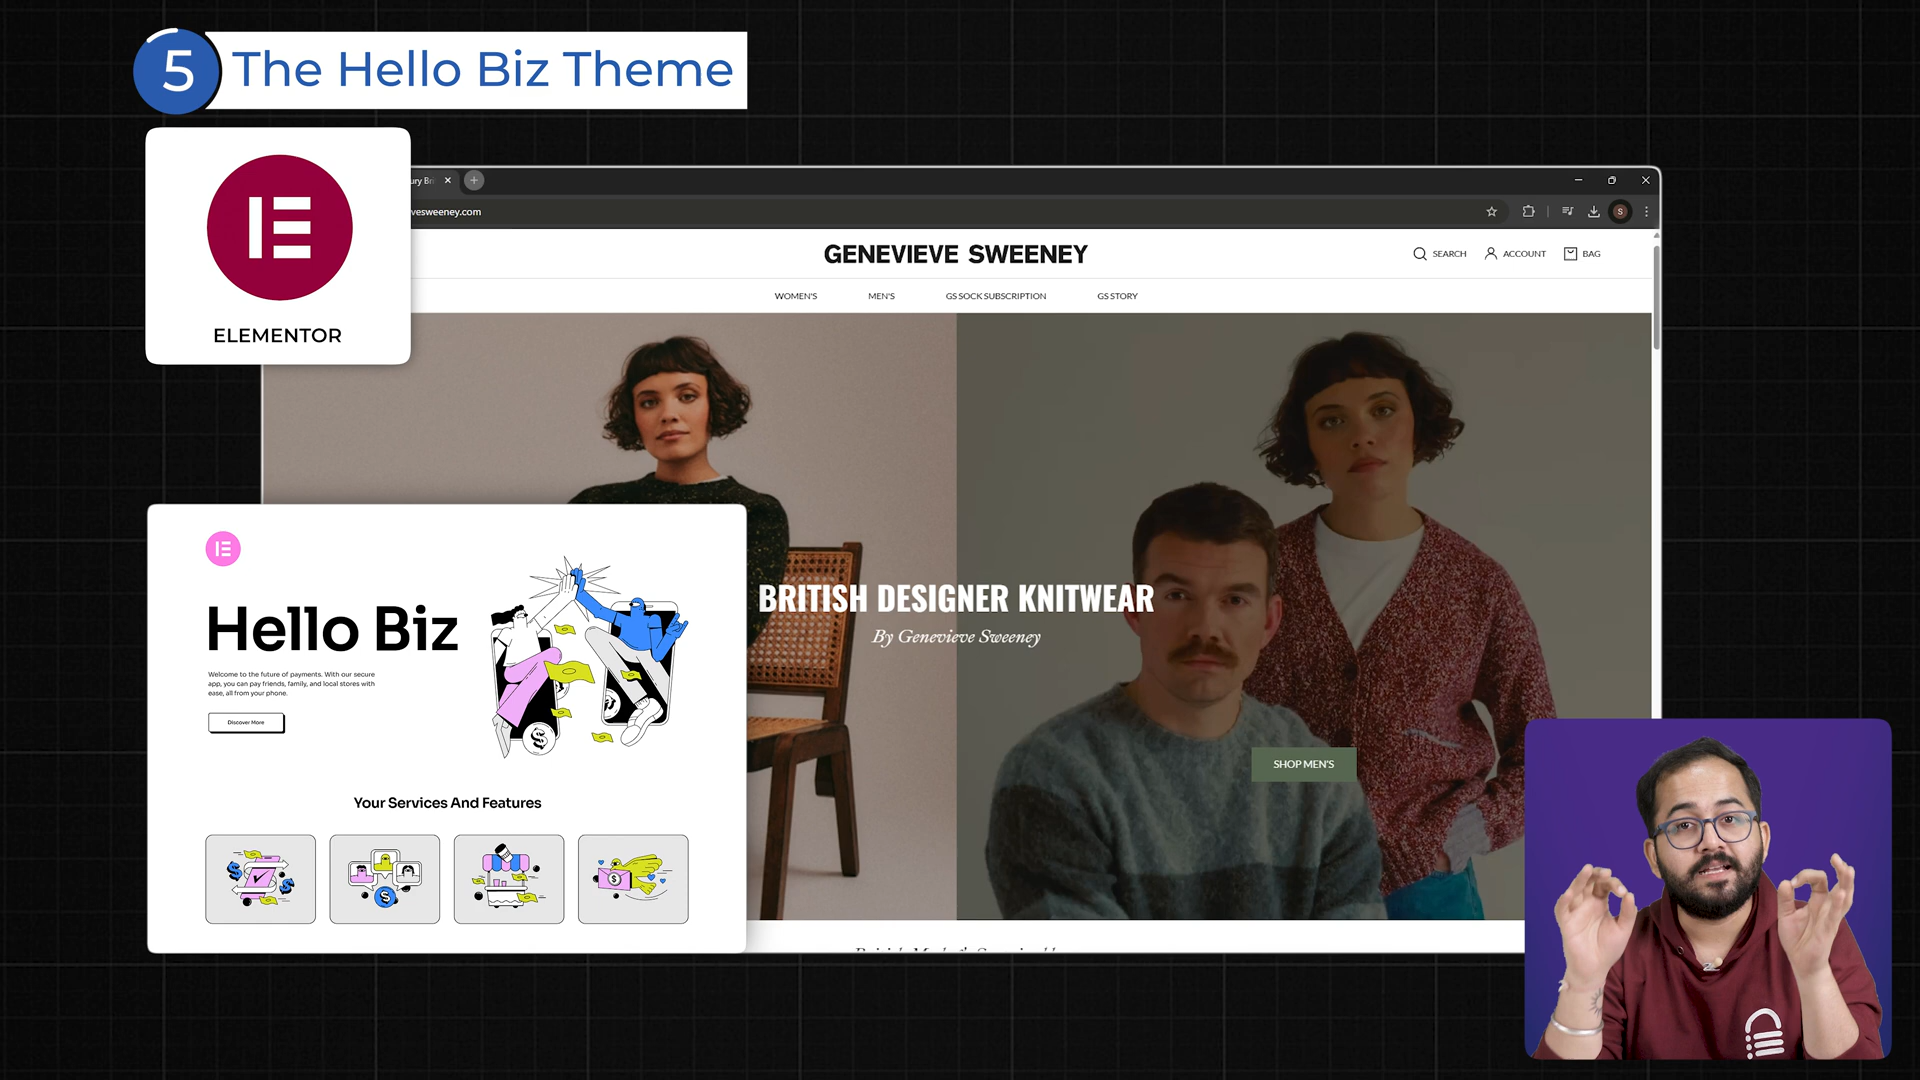 5 The Hello Biz Theme
ELEMENTOR
ury Bri
vesweeney.com
S
GENEVIEVE SWEENEY
SEARCH
ACCOUNT
BAG
WOMEN'S
MEN'S
GS SOCK SUBSCRIPTION
GS STORY
BRITISH DESIGNER KNITWEAR
By Genevieve Sweeney
SHOP MEN'S
Hello Biz
Welcome to the future of payments. With our secure
app, you can pay friends, family, and local stores with
ease, all from your phone.
Discover More
Your Services And Features